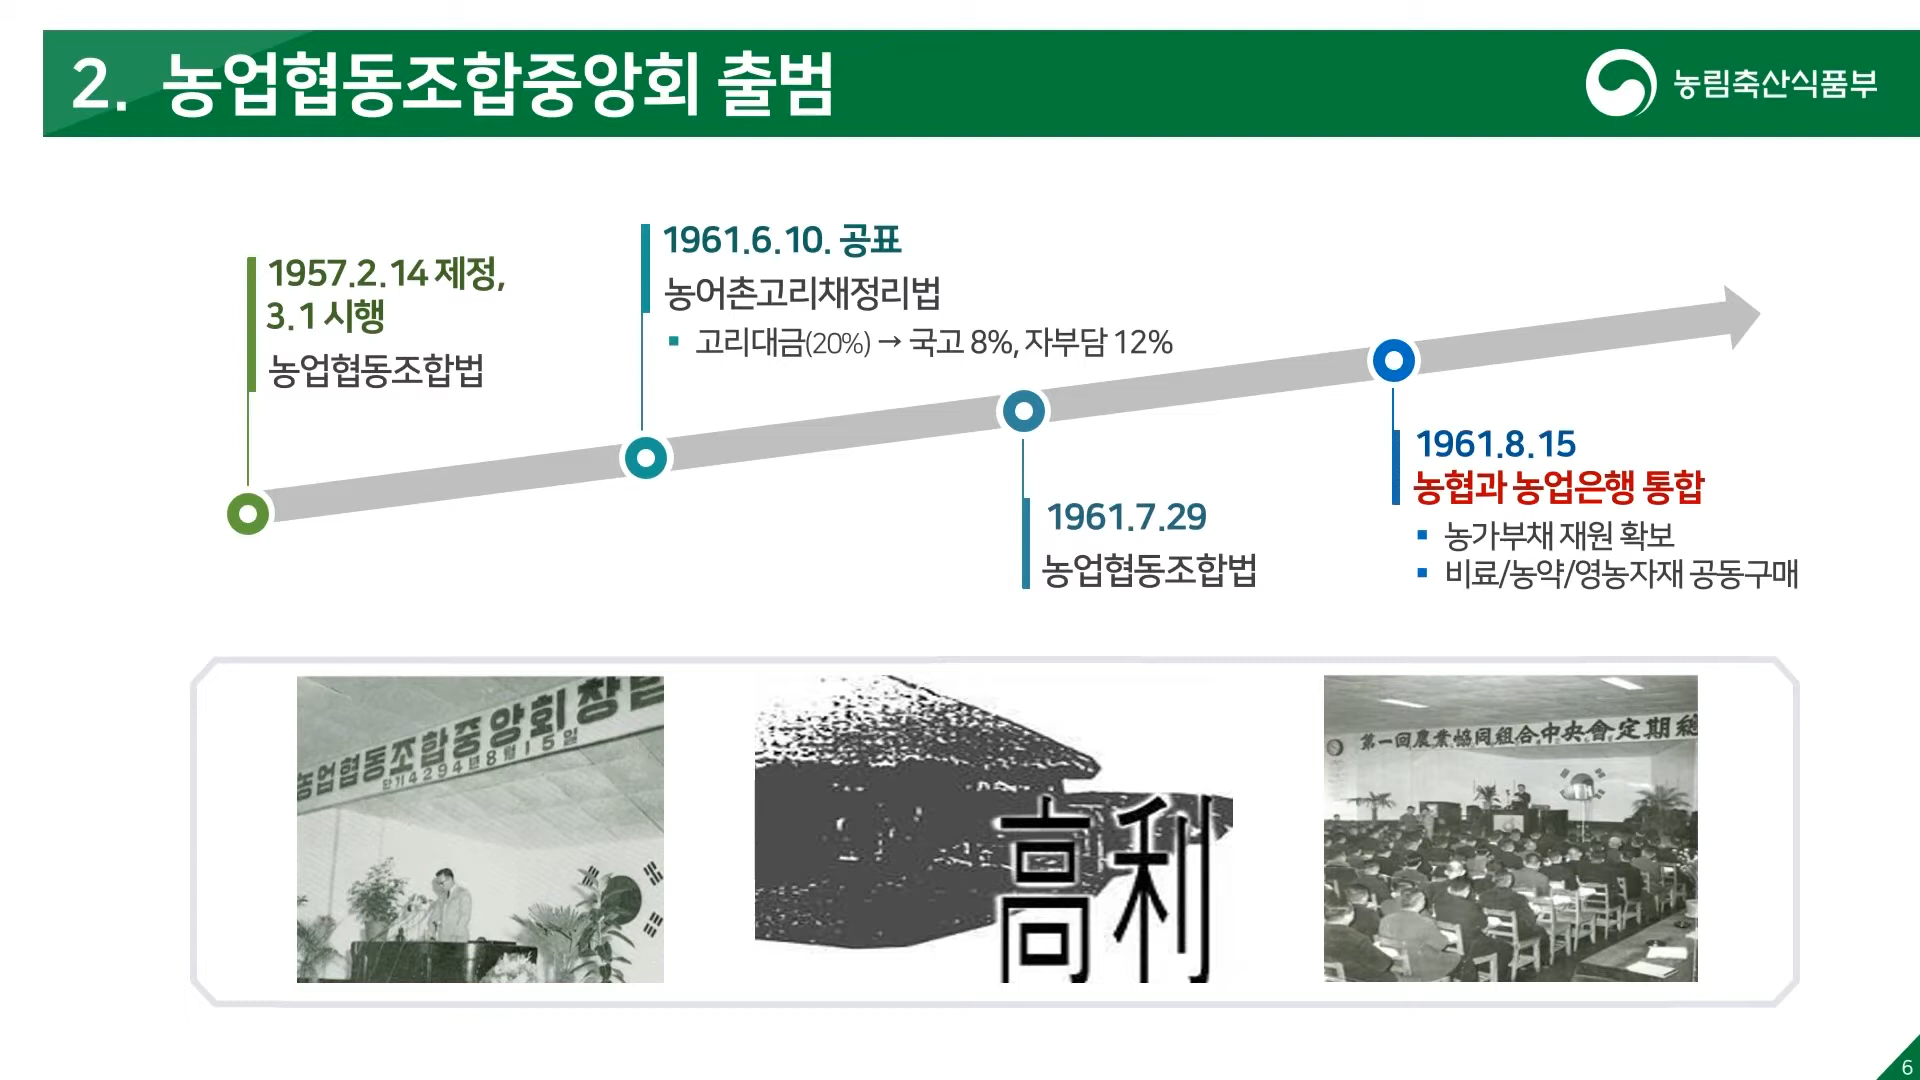 2. 농업협동조합중앙회 출범
농림축산식품부
1957.2.14 제정,
3.1 시행
농업협동조합법
1961.6.10. 공표
농어촌고리채정리법
▪ 고리대금(20%) → 국고 8%, 자부담 12%
1961.7.29
농업협동조합법
1961.8.15
농협과 농업은행 통합
▪ 농가부채 재원 확보
▪ 비료/농약/영농자재 공동구매
농업협동조합중앙회창
단기4294년8월15일
高利
第一回農業協同組合中央會定期總
6